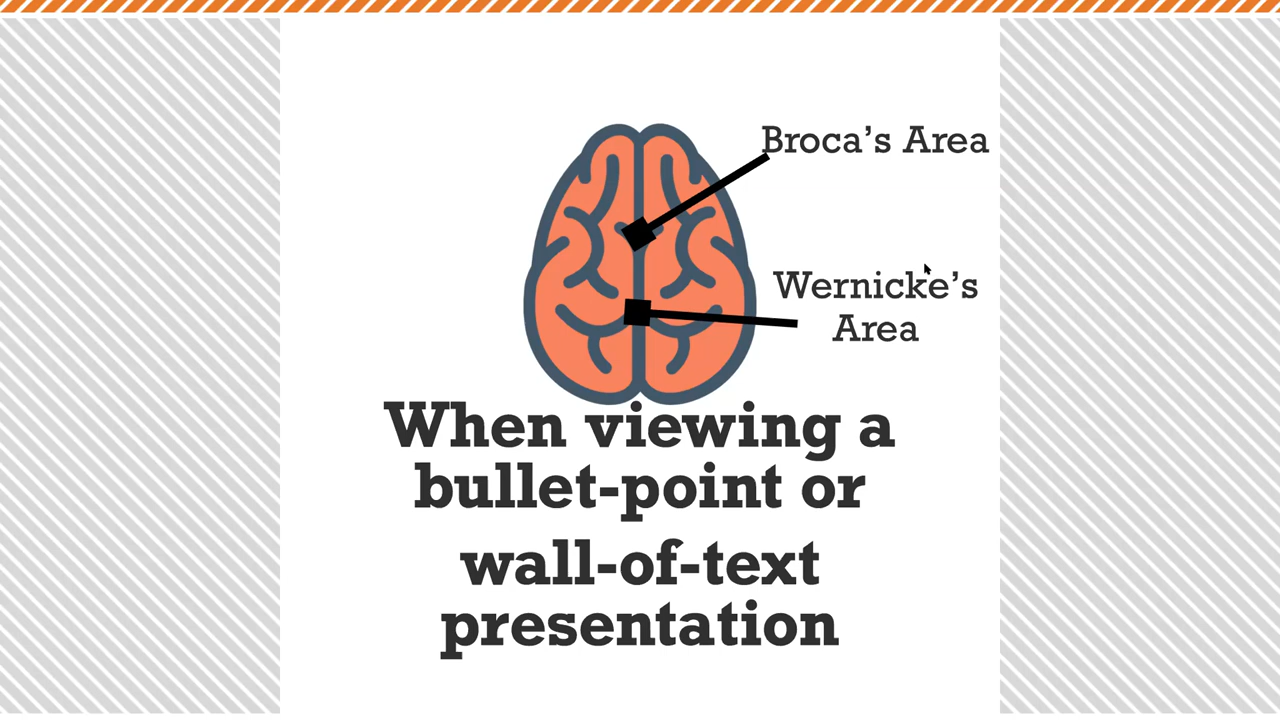 Broca’s Area
Wernicke’s
Area
When viewing a
bullet-point or
wall-of-text
presentation